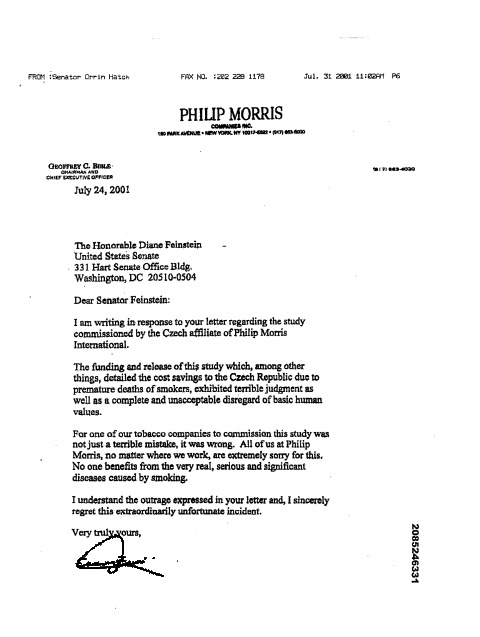 FROM :Senator Orrin Hatch FAX NO. :202 228 1178 Jul. 31 2001 11:02AM P6
PHILIP MORRIS
COMPANIES INC.
120 PARK AVENUE • NEW YORK, NY 10017-5592 • (917) 663-5000
GEOFFREY C. BIBLE
CHAIRMAN AND
CHIEF EXECUTIVE OFFICER
July 24, 2001
The Honorable Diane Feinstein
United States Senate
331 Hart Senate Office Bldg.
Washington, DC 20510-0504
Dear Senator Feinstein:
I am writing in response to your letter regarding the study
commissioned by the Czech affiliate of Philip Morris
International.
The funding and release of this study which, among other
things, detailed the cost savings to the Czech Republic due to
premature deaths of smokers, exhibited terrible judgment as
well as a complete and unacceptable disregard of basic human
values.
For one of our tobacco companies to commission this study was
not just a terrible mistake, it was wrong. All of us at Philip
Morris, no matter where we work, are extremely sorry for this.
No one benefits from the very real, serious and significant
diseases caused by smoking.
I understand the outrage expressed in your letter and, I sincerely
regret this extraordinarily unfortunate incident.
Very truly yours,
2085246331